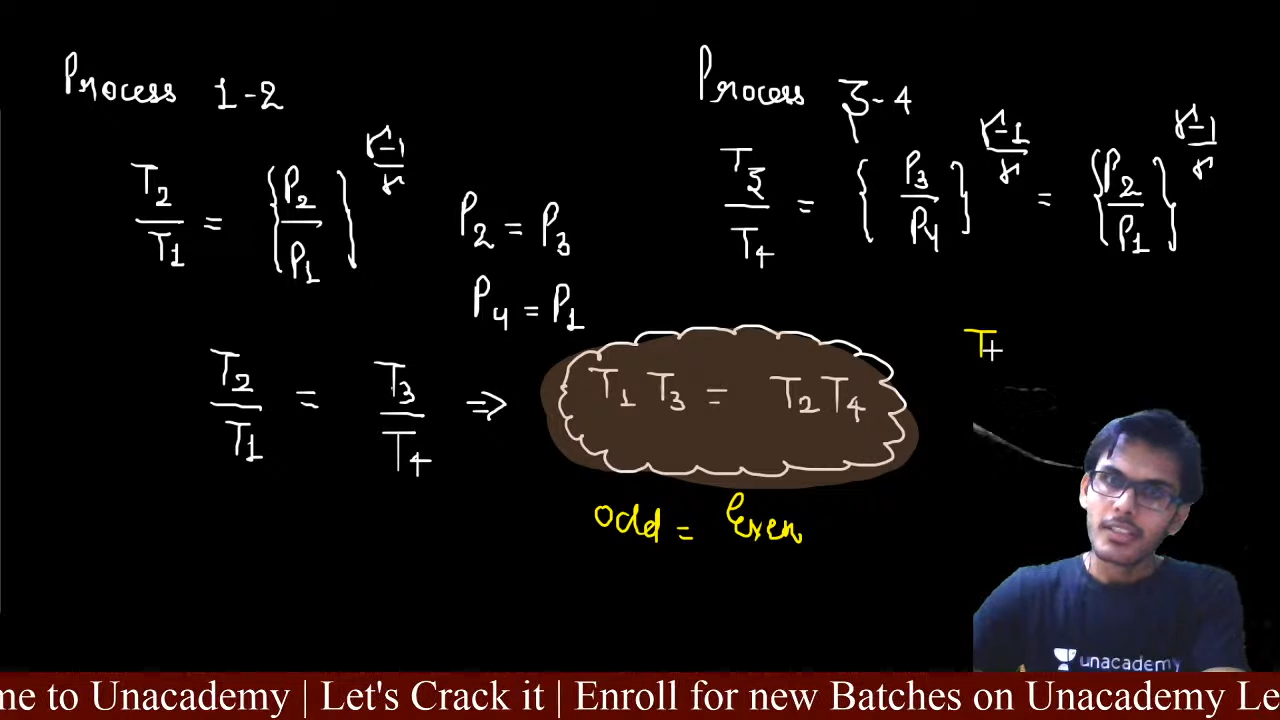 Process 1-2
T2/T1 = {P2/P1}^(γ-1)/γ
P2 = P3
P4 = P1
Process 3-4
T3/T4 = {P3/P4}^(γ-1)/γ = {P2/P1}^(γ-1)/γ
T2/T1 = T3/T4 ⇒ T1 T3 = T2 T4
T
odd = Even
unacademy
me to Unacademy | Let's Crack it | Enroll for new Batches on Unacademy Le